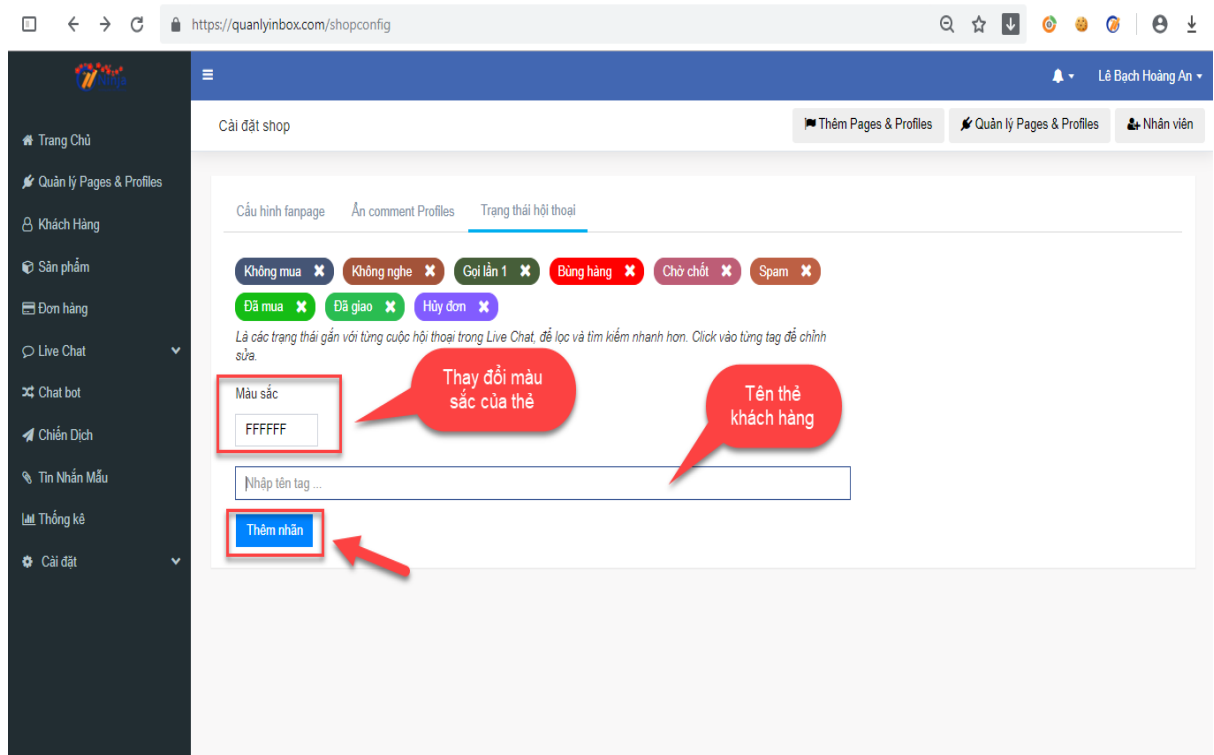 https://quanlyinbox.com/shopconfig
Lê Bạch Hoàng An
Cài đặt shop
Thêm Pages & Profiles
Quản lý Pages & Profiles
Nhân viên
Trang Chủ
Quản lý Pages & Profiles
Khách Hàng
Sản phẩm
Đơn hàng
Live Chat
Chat bot
Chiến Dịch
Tin Nhắn Mẫu
Thống kê
Cài đặt
Cấu hình fanpage
Ẩn comment Profiles
Trạng thái hội thoại
Không mua
Không nghe
Gọi lần 1
Bùng hàng
Chờ chốt
Spam
Đã mua
Đã giao
Hủy đơn
Là các trạng thái gắn với từng cuộc hội thoại trong Live Chat, để lọc và tìm kiếm nhanh hơn. Click vào từng tag để chỉnh
sửa.
Màu sắc
FFFFFF
Thay đổi màu
sắc của thẻ
Tên thẻ
khách hàng
Nhập tên tag ...
Thêm nhãn